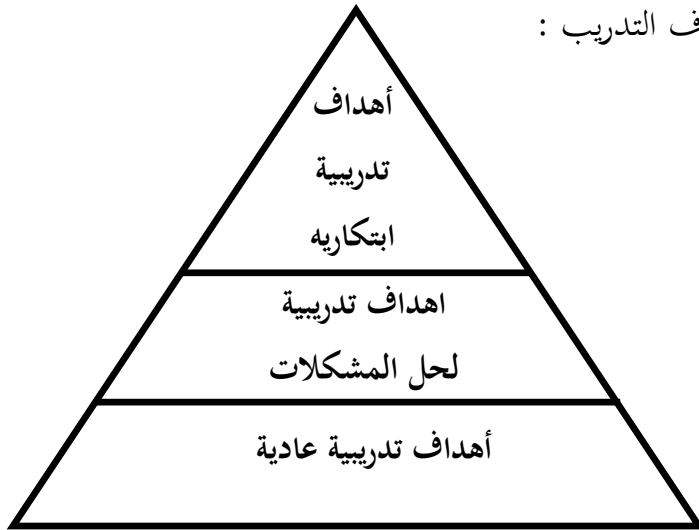 التدريب :
أهداف
تدريبية
ابتكاريه
اهداف تدريبية
لحل المشكلات
أهداف تدريبية عادية